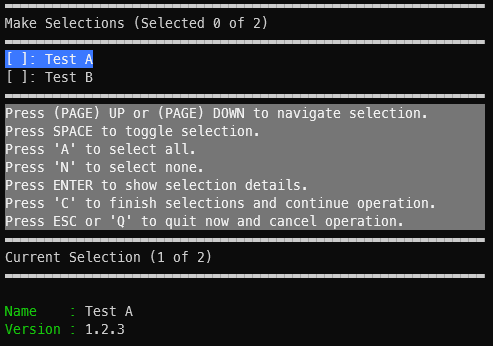 Make Selections (Selected 0 of 2)
[ ]: Test A
[ ]: Test B
Press (PAGE) UP or (PAGE) DOWN to navigate selection.
Press SPACE to toggle selection.
Press 'A' to select all.
Press 'N' to select none.
Press ENTER to show selection details.
Press 'C' to finish selections and continue operation.
Press ESC or 'Q' to quit now and cancel operation.
Current Selection (1 of 2)
Name    : Test A
Version : 1.2.3